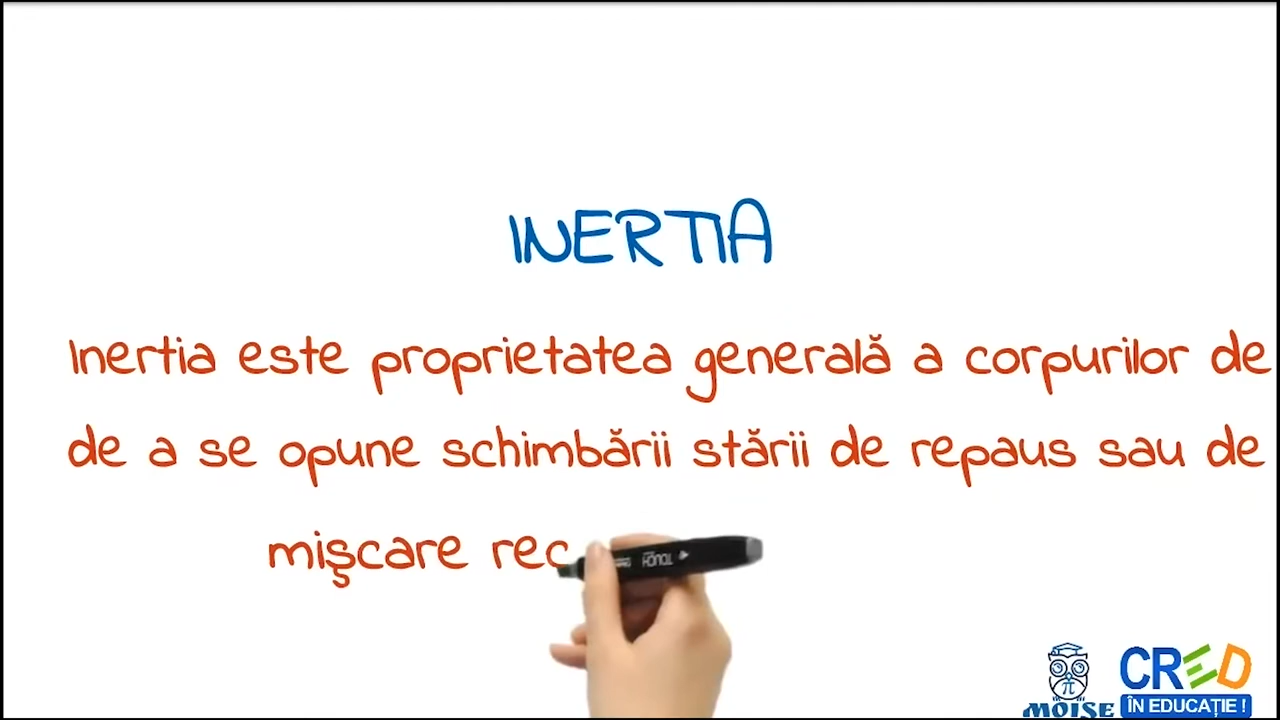 INERTIA
Inertia este proprietatea generală a corpurilor de
de a se opune schimbării stării de repaus sau de
mişcare rec
TOUCH
MOISE
CRED
ÎN EDUCAȚIE !